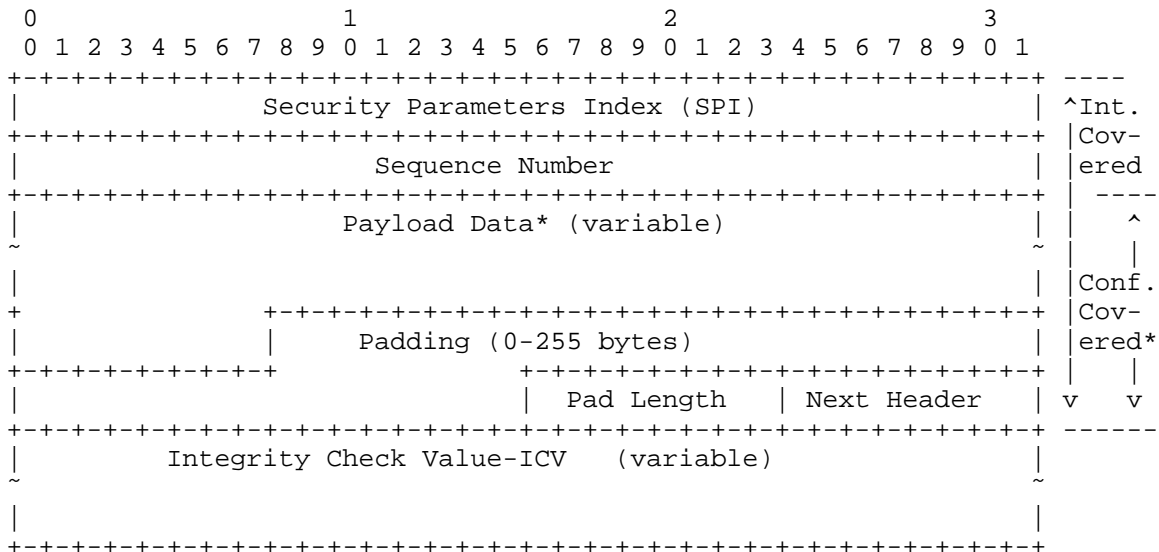 0                   1                   2                   3
 0 1 2 3 4 5 6 7 8 9 0 1 2 3 4 5 6 7 8 9 0 1 2 3 4 5 6 7 8 9 0 1
+-+-+-+-+-+-+-+-+-+-+-+-+-+-+-+-+-+-+-+-+-+-+-+-+-+-+-+-+-+-+-+-+ ----
|               Security Parameters Index (SPI)                 | ^Int.
+-+-+-+-+-+-+-+-+-+-+-+-+-+-+-+-+-+-+-+-+-+-+-+-+-+-+-+-+-+-+-+-+ |Cov-
|                      Sequence Number                          | |ered
+-+-+-+-+-+-+-+-+-+-+-+-+-+-+-+-+-+-+-+-+-+-+-+-+-+-+-+-+-+-+-+-+ | ----
|                    Payload Data* (variable)                   | |   ^
~                                                               ~ |   |
|                                                               | |Conf.
+               +-+-+-+-+-+-+-+-+-+-+-+-+-+-+-+-+-+-+-+-+-+-+-+-+ |Cov-
|               |     Padding (0-255 bytes)                     | |ered*
+-+-+-+-+-+-+-+-+               +-+-+-+-+-+-+-+-+-+-+-+-+-+-+-+-+ |   |
|                               |  Pad Length   | Next Header   | v   v
+-+-+-+-+-+-+-+-+-+-+-+-+-+-+-+-+-+-+-+-+-+-+-+-+-+-+-+-+-+-+-+-+ ------
|         Integrity Check Value-ICV   (variable)                |
~                                                               ~
|                                                               |
+-+-+-+-+-+-+-+-+-+-+-+-+-+-+-+-+-+-+-+-+-+-+-+-+-+-+-+-+-+-+-+-+